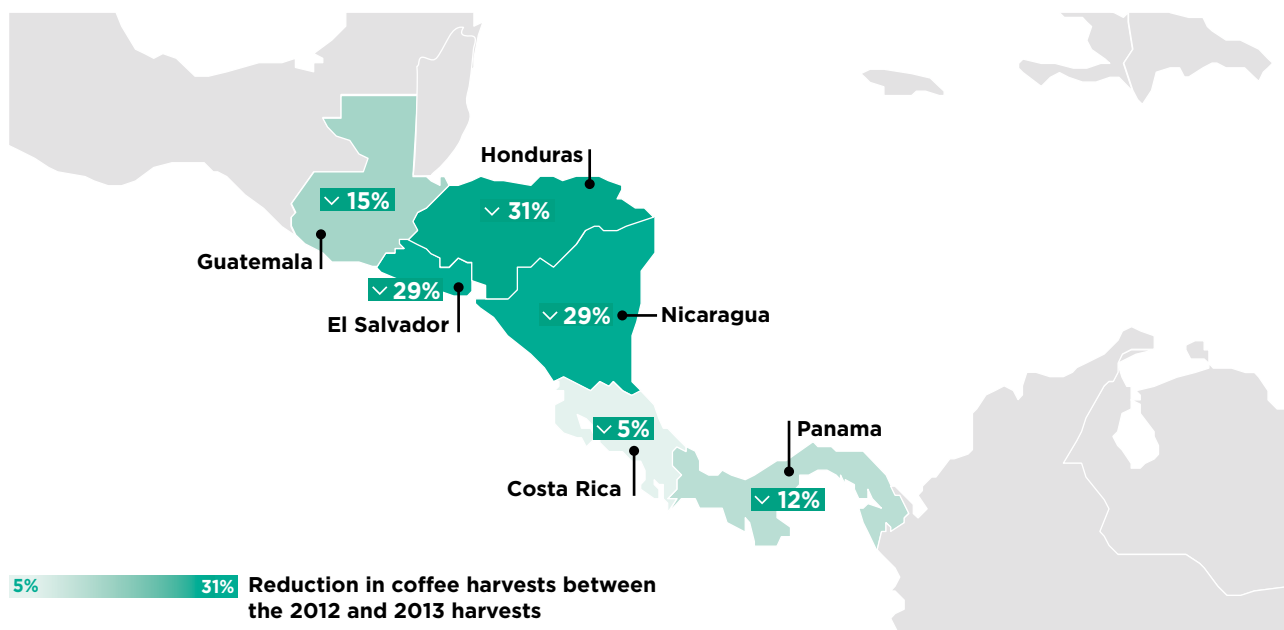 Honduras
15%
31%
Guatemala
29%
El Salvador
29%
Nicaragua
5%
Panama
Costa Rica
12%
5%
31%
Reduction in coffee harvests between
the 2012 and 2013 harvests